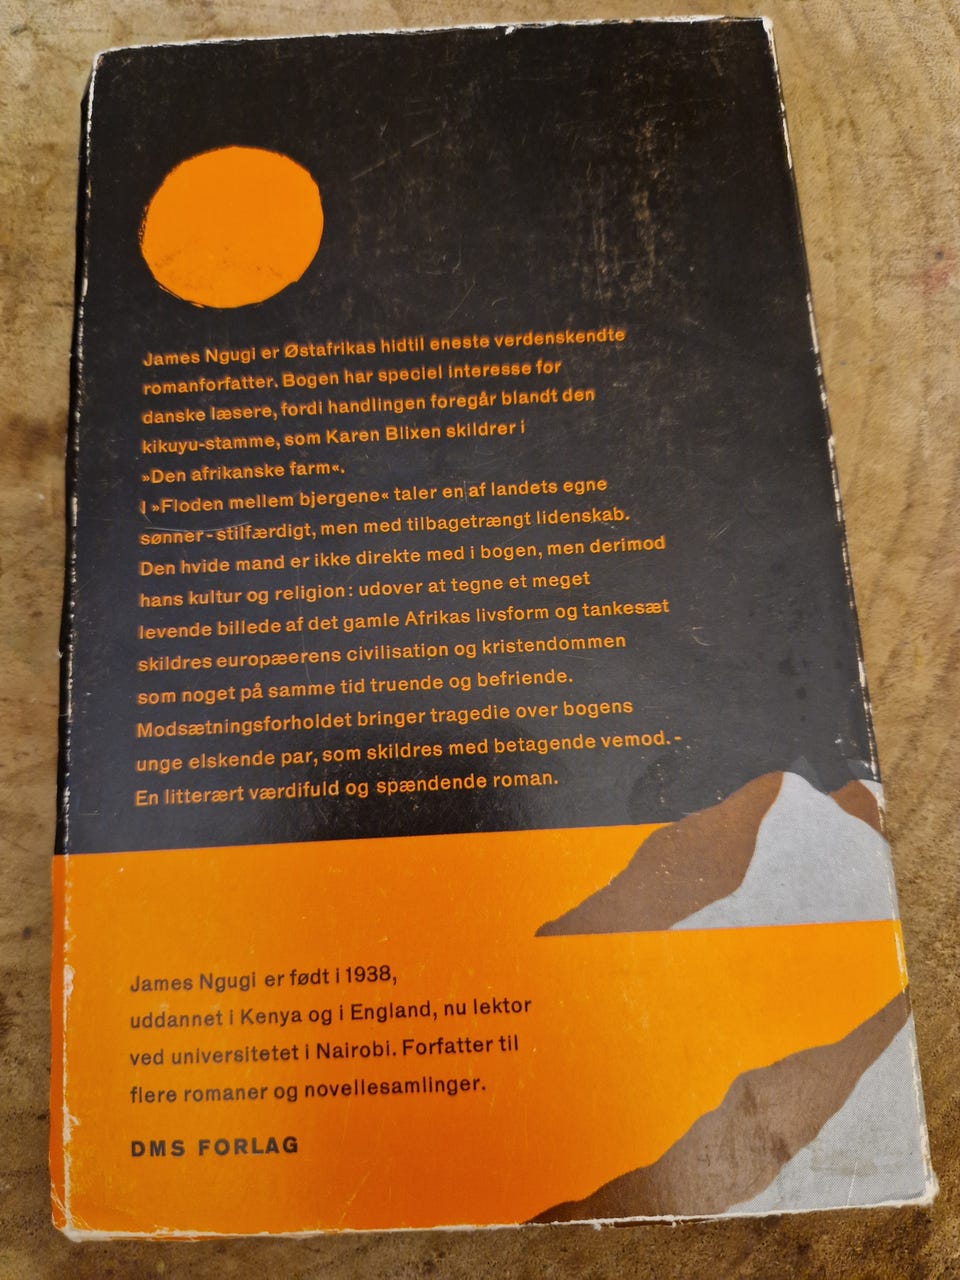 James Ngugi er Østafrikas hidtil eneste verdenskendte
romanforfatter. Bogen har speciel interesse for
danske læsere, fordi handlingen foregår blandt den
kikuyu-stamme, som Karen Blixen skildrer i
»Den afrikanske farm«.
I »Floden mellem bjergene« taler en af landets egne
sønner - stilfærdigt, men med tilbagetrængt lidenskab.
Den hvide mand er ikke direkte med i bogen, men derimod
hans kultur og religion: udover at tegne et meget
levende billede af det gamle Afrikas livsform og tankesæt
skildres europæerens civilisation og kristendommen
som noget på samme tid truende og befriende.
Modsætningsforholdet bringer tragedie over bogens
unge elskende par, som skildres med betagende vemod. -
En litterært værdifuld og spændende roman.
James Ngugi er født i 1938,
uddannet i Kenya og i England, nu lektor
ved universitetet i Nairobi. Forfatter til
flere romaner og novellesamlinger.
DMS FORLAG